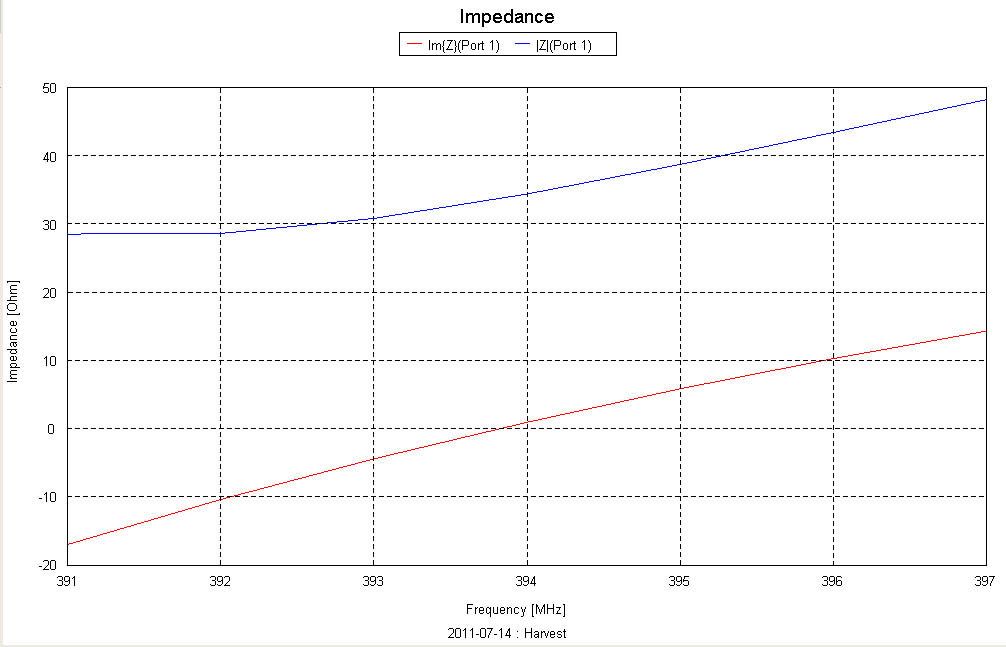 Impedance
Im{Z}(Port 1) |Z|(Port 1)
50
40
30
20
10
0
-10
-20
Impedance [Ohm]
391 392 393 394 395 396 397
Frequency [MHz]
2011-07-14 : Harvest